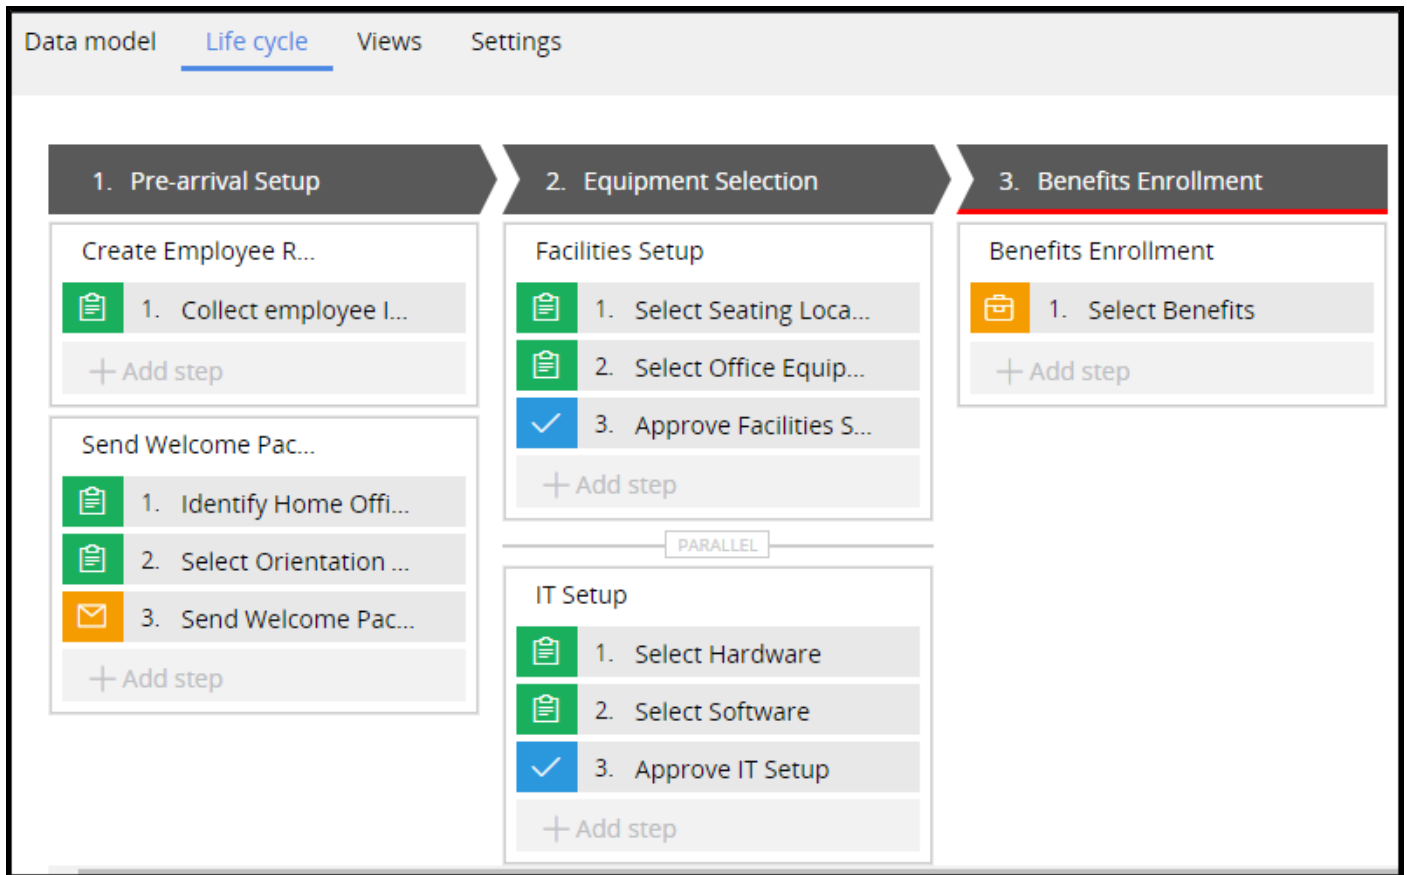 Data model Life cycle Views Settings
1. Pre-arrival Setup
Create Employee R...
1. Collect employee I...
+ Add step
Send Welcome Pac...
1. Identify Home Offi...
2. Select Orientation ...
3. Send Welcome Pac...
+ Add step
2. Equipment Selection
Facilities Setup
1. Select Seating Loca...
2. Select Office Equip...
3. Approve Facilities S...
+ Add step
PARALLEL
IT Setup
1. Select Hardware
2. Select Software
3. Approve IT Setup
+ Add step
3. Benefits Enrollment
Benefits Enrollment
1. Select Benefits
+ Add step